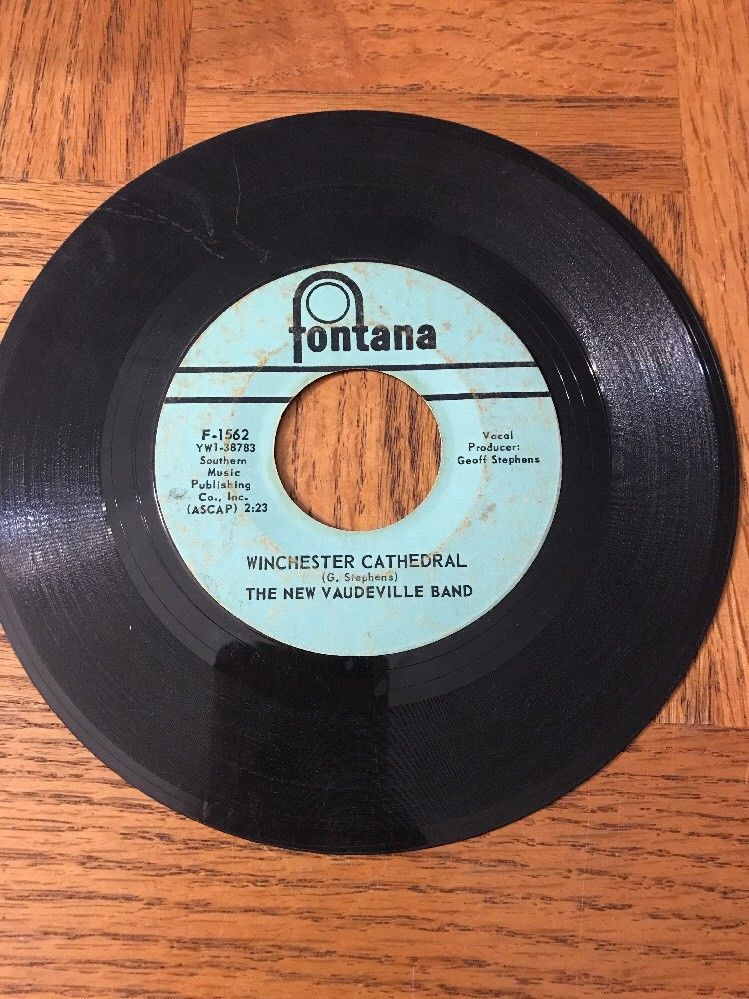 fontana
F-1562
YW1-38783
Southern
Music
Publishing
Co., Inc.
(ASCAP) 2:23
Vocal
Producer:
Geoff Stephens
WINCHESTER CATHEDRAL
(G. Stephens)
THE NEW VAUDEVILLE BAND